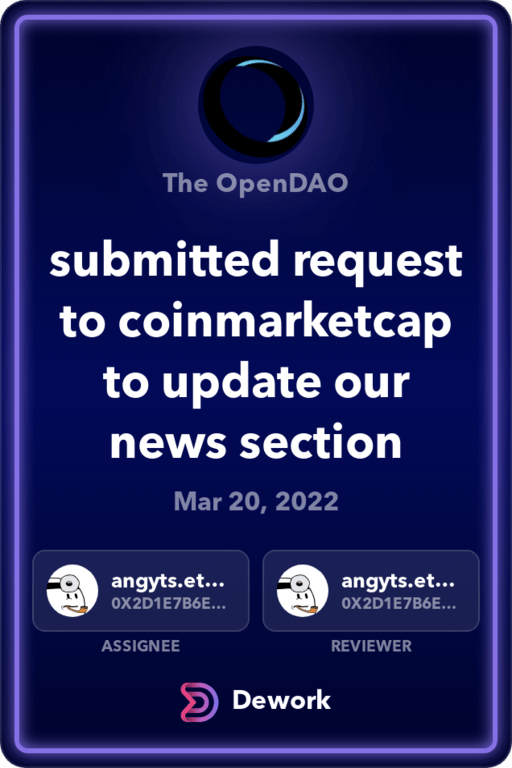 The OpenDAO
submitted request
to coinmarketcap
to update our
news section
Mar 20, 2022
angyts.et... angyts.et...
0X2D1E7B6E... 0X2D1E7B6E...
ASSIGNEE REVIEWER
Dework